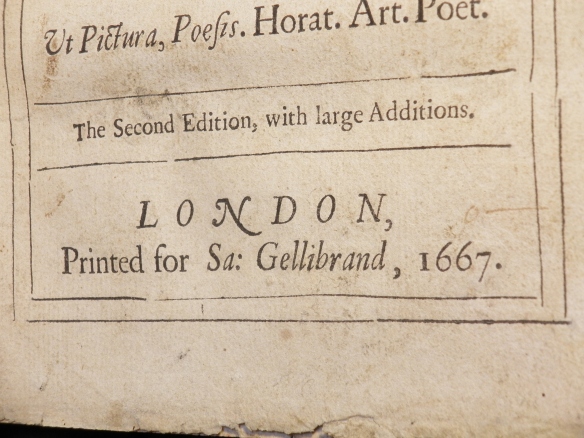 Ut Pictura, Poeſis. Horat. Art. Poet.
The Second Edition, with large Additions.
LONDON,
Printed for Sa: Gellibrand, 1667.